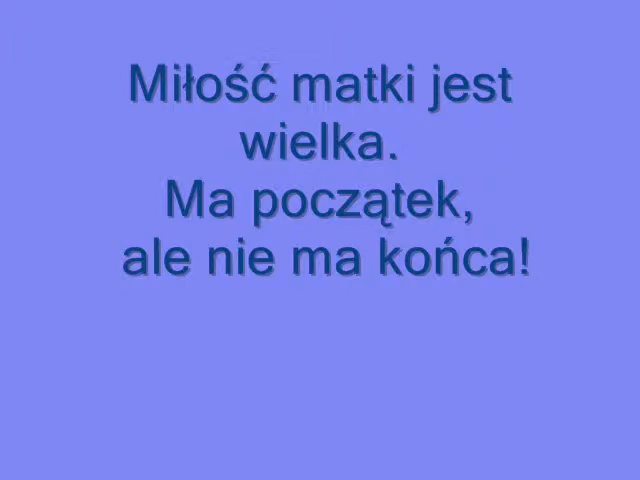 Miłość matki jest
wielka.
Ma początek,
ale nie ma końca!